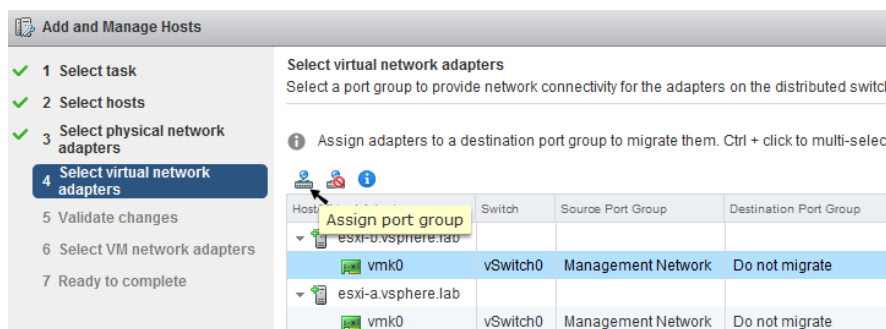 Add and Manage Hosts
1 Select task
2 Select hosts
3 Select physical network
adapters
4 Select virtual network
adapters
5 Validate changes
6 Select VM network adapters
7 Ready to complete
Select virtual network adapters
Select a port group to provide network connectivity for the adapters on the distributed
Assign adapters to a destination port group to migrate them. Ctrl + click to
Assign port group
Switch Source Port Group Destination Port Group
esxi-b.vsphere.lab
vmk0 vSwitch0 Management Network Do not migrate
esxi-a.vsphere.lab
vmk0 vSwitch0 Management Network Do not migrate